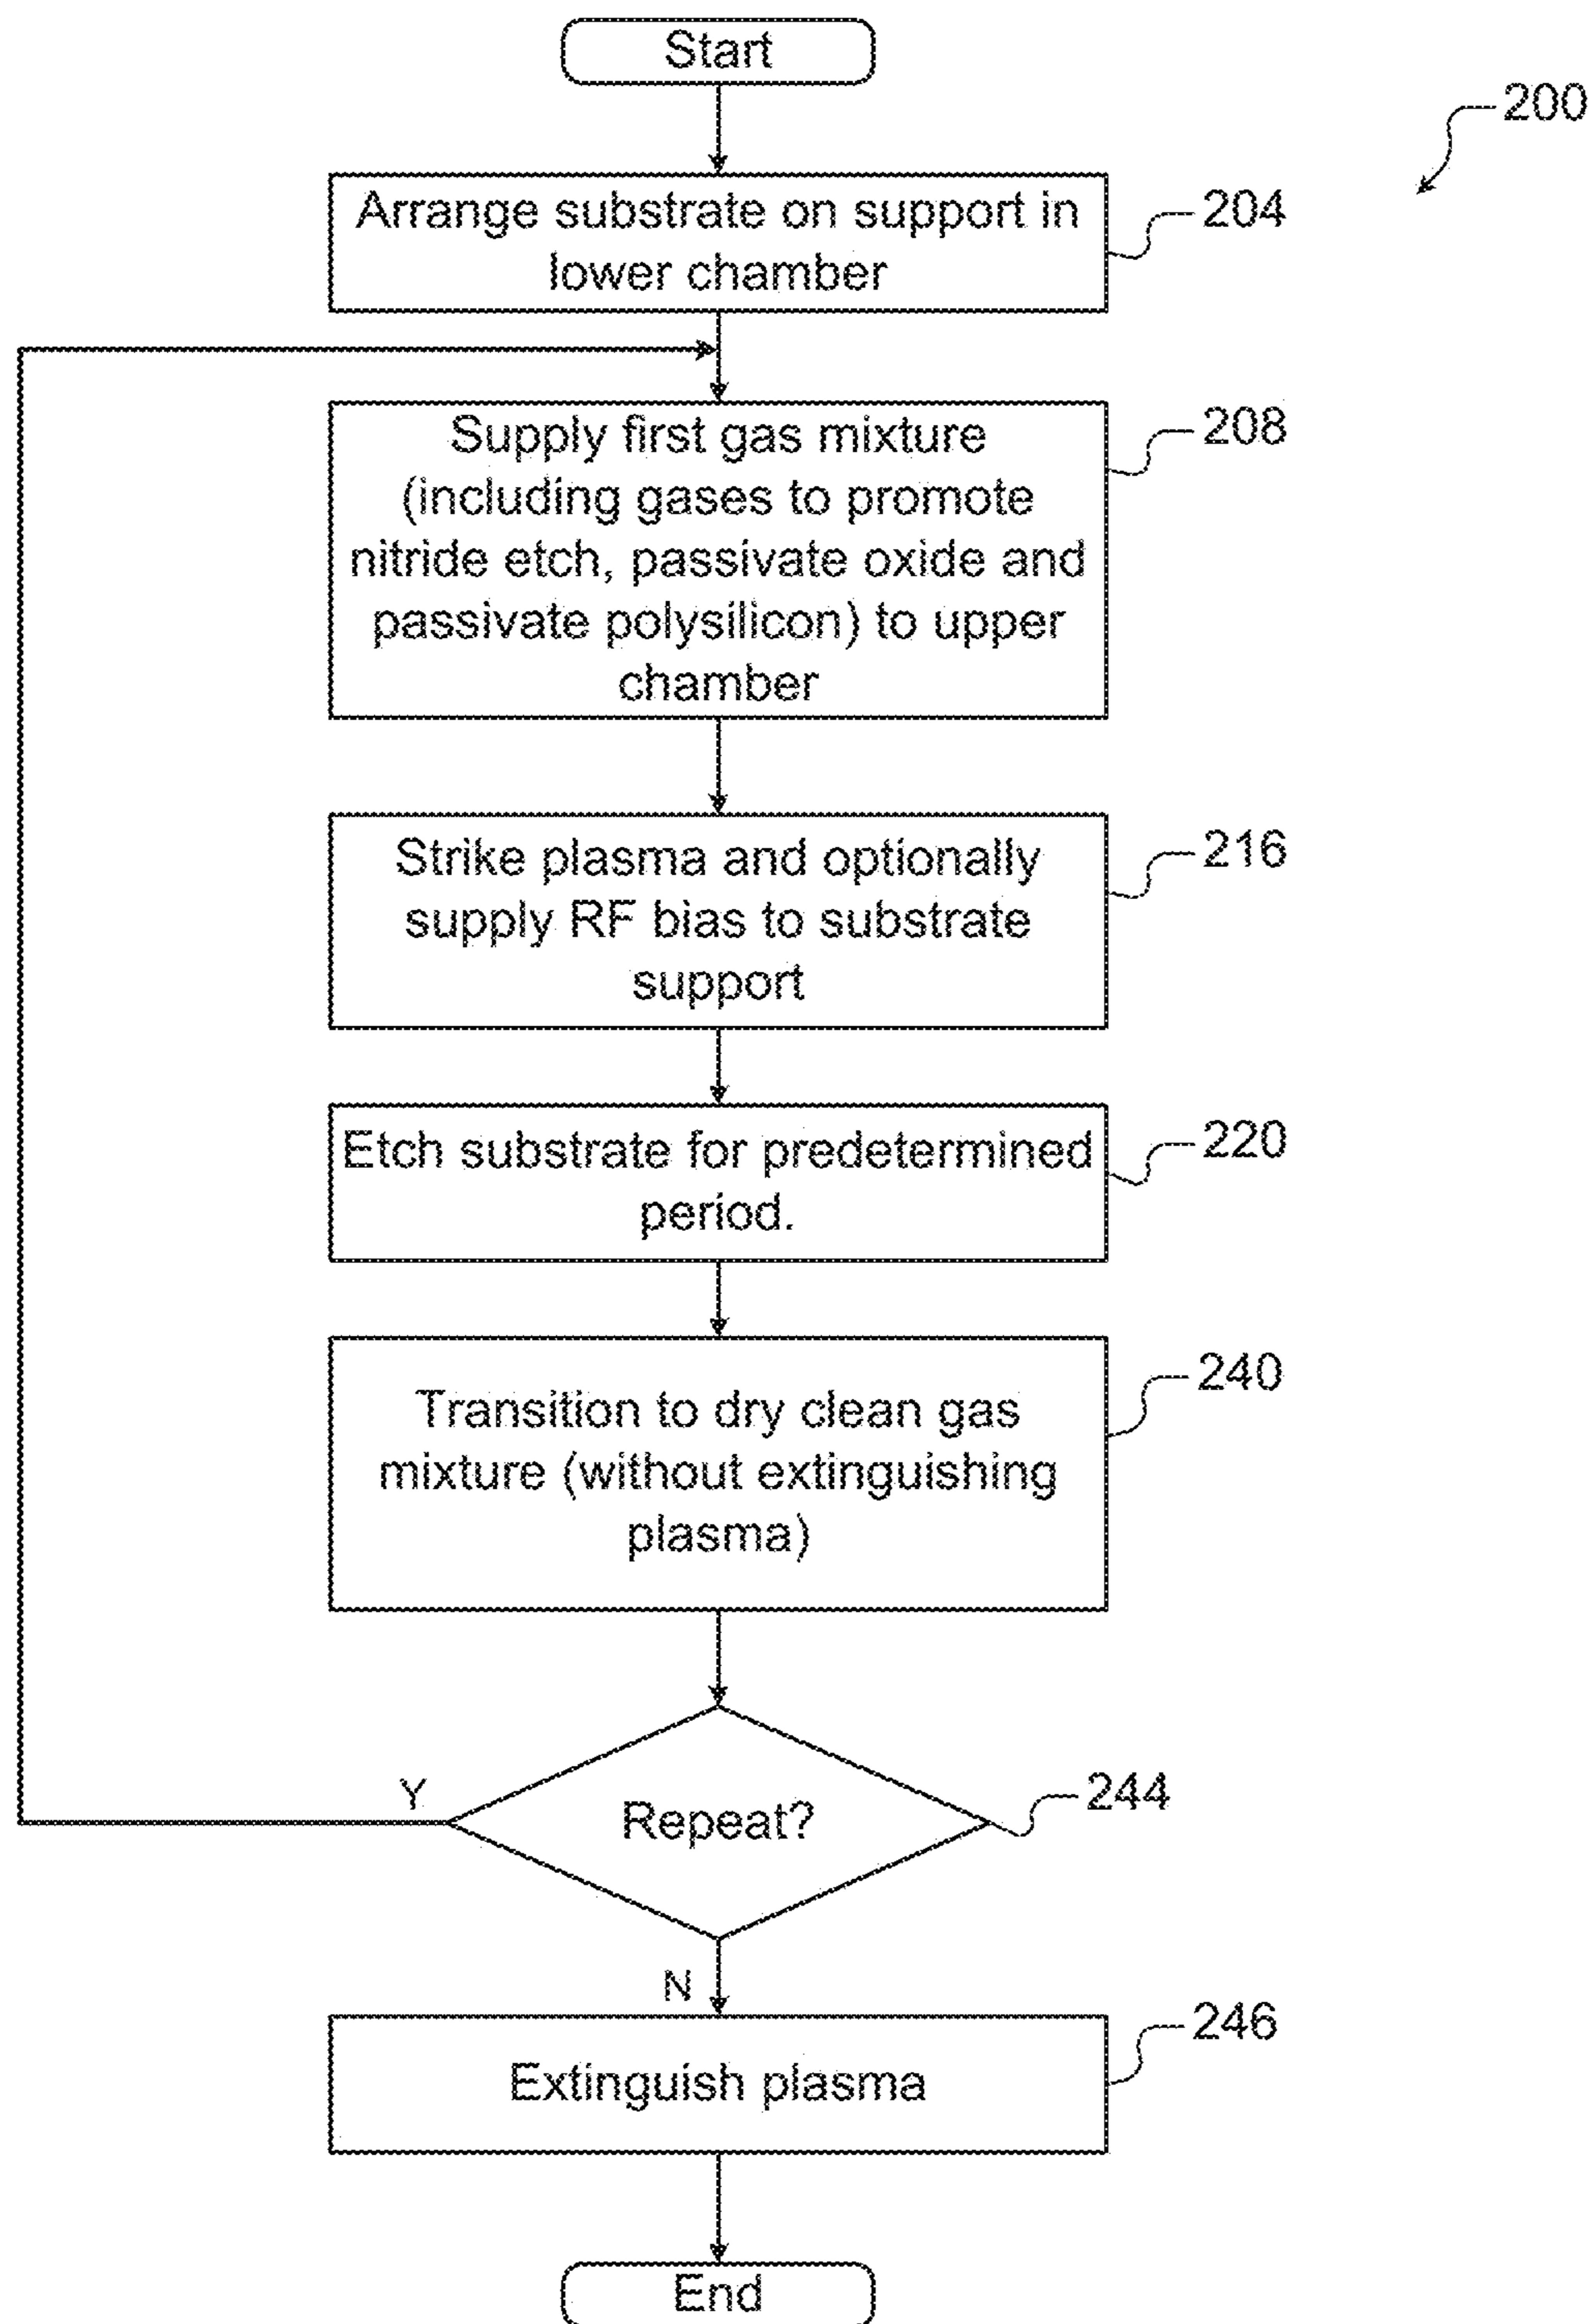 Start
200
Arrange substrate on support in
lower chamber
204
Supply first gas mixture
(including gases to promote
nitride etch, passivate oxide and
passivate polysilicon) to upper
chamber
208
Strike plasma and optionally
supply RF bias to substrate
support
216
Etch substrate for predetermined
period.
220
Transition to dry clean gas
mixture (without extinguishing
plasma)
240
Y
Repeat?
244
N
Extinguish plasma
246
End